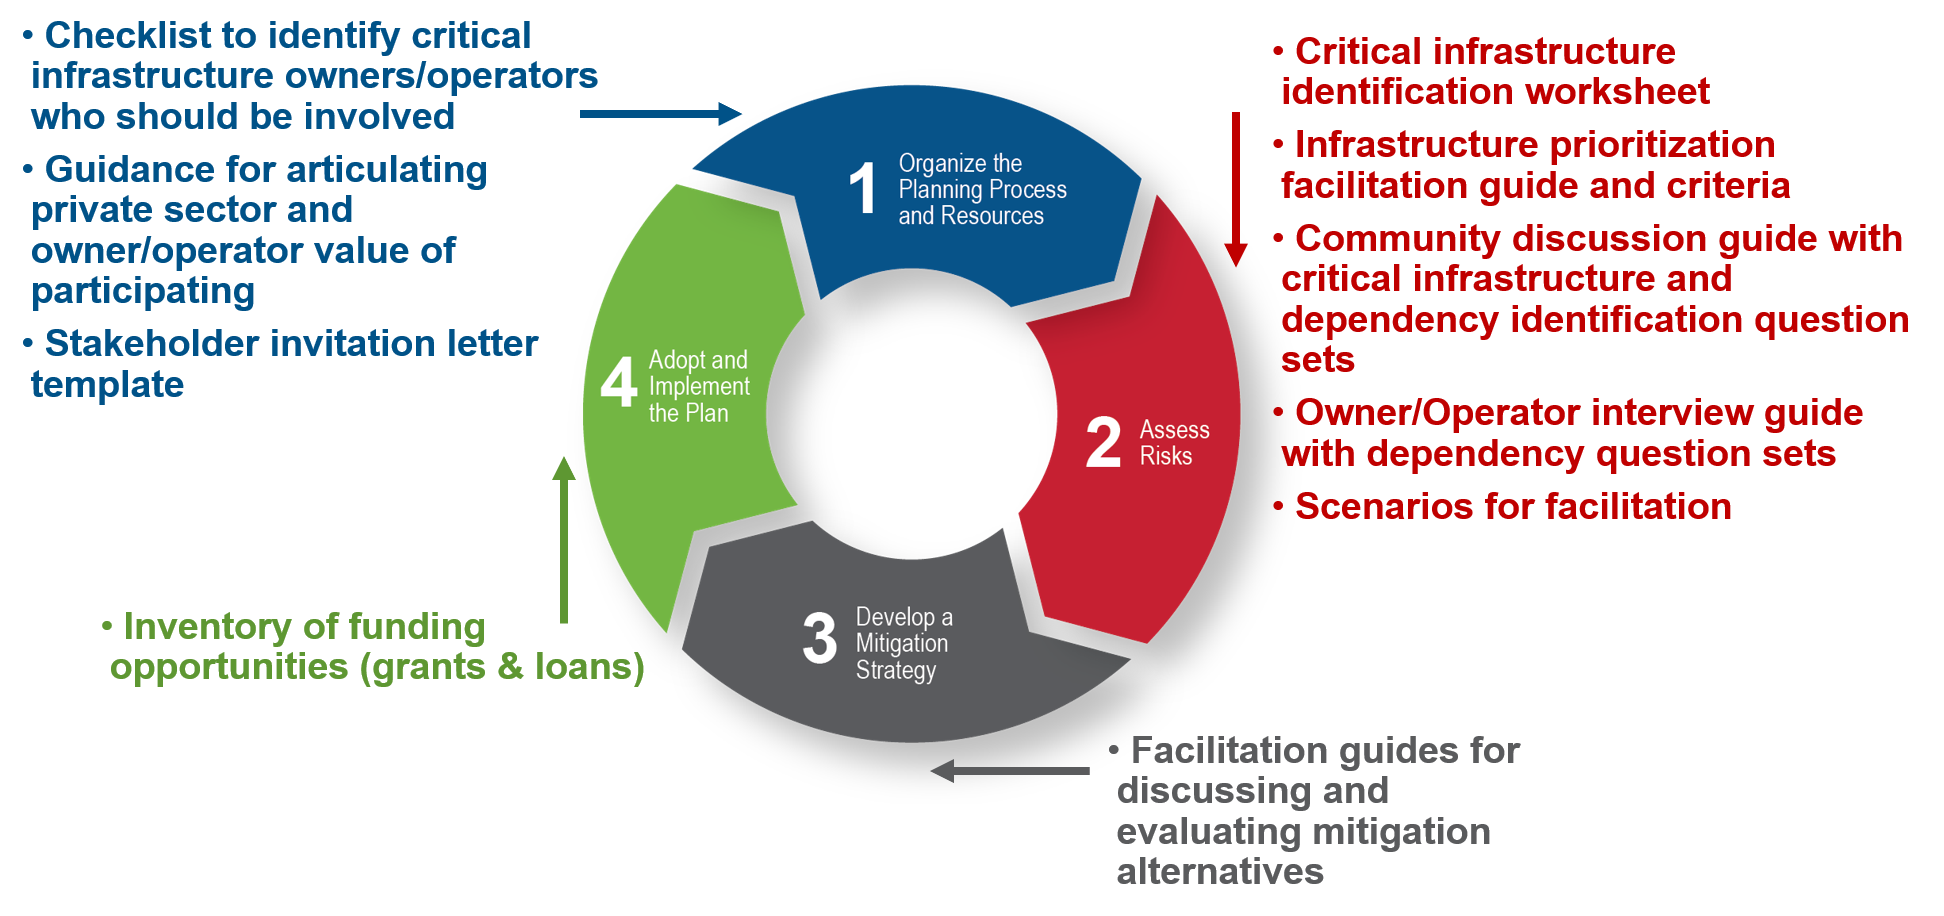 • Checklist to identify critical
infrastructure owners/operators
who should be involved
• Guidance for articulating
private sector and
owner/operator value of
participating
• Stakeholder invitation letter
template
1
Organize the
Planning Process
and Resources
• Critical infrastructure
identification worksheet
• Infrastructure prioritization
facilitation guide and criteria
• Community discussion guide with
critical infrastructure and
dependency identification question
sets
• Owner/Operator interview guide
with dependency question sets
• Scenarios for facilitation
2
Assess
Risks
3
Develop a
Mitigation
Strategy
• Facilitation guides for
discussing and
evaluating mitigation
alternatives
4
Adopt and
Implement
the Plan
• Inventory of funding
opportunities (grants & loans)